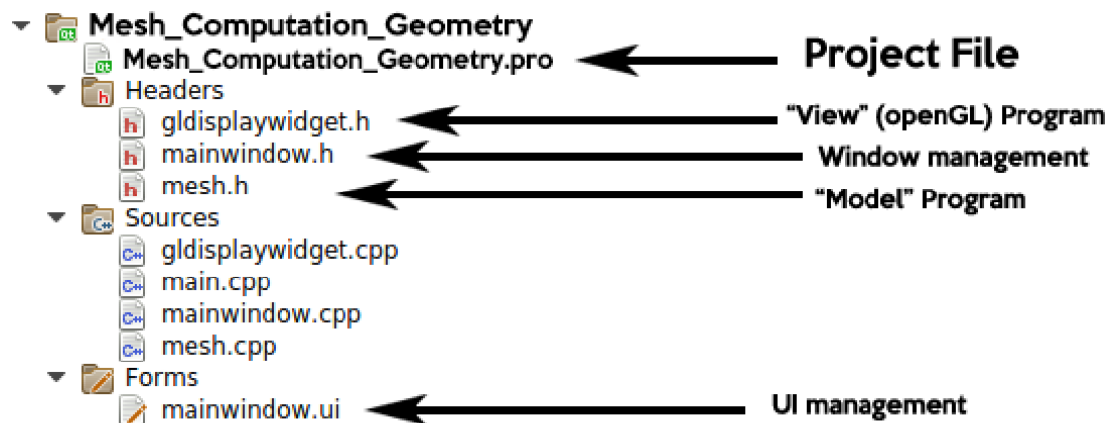 Mesh_Computation_Geometry
Mesh_Computation_Geometry.pro Project File
Headers
gldisplaywidget.h “View” (openGL) Program
mainwindow.h Window management
mesh.h “Model” Program
Sources
gldisplaywidget.cpp
main.cpp
mainwindow.cpp
mesh.cpp
Forms
mainwindow.ui UI management